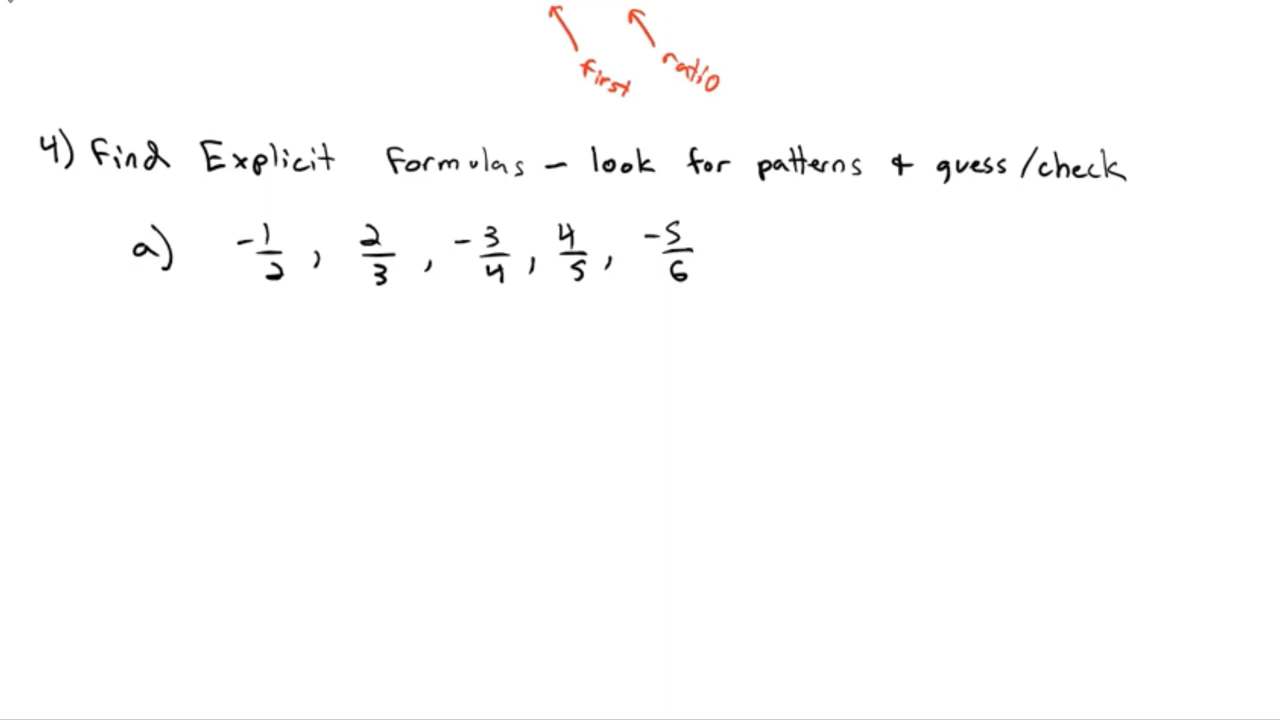 first ratio
4) Find Explicit Formulas - look for patterns + guess/check
a) -1/2, 2/3, -3/4, 4/5, -5/6